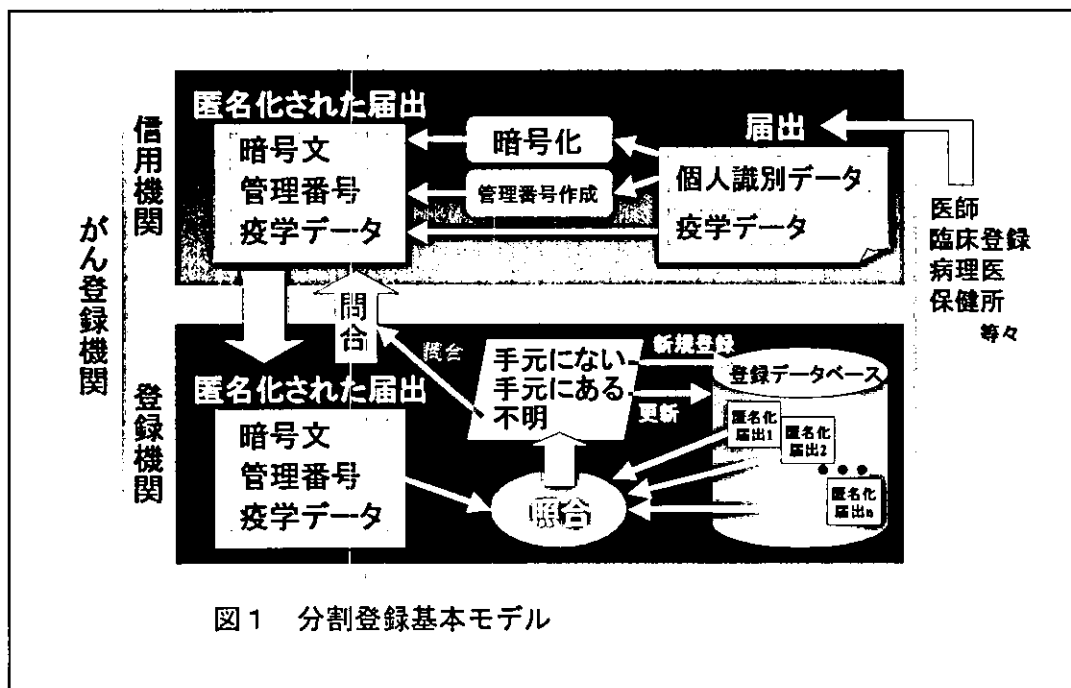 がん登録機関
信用機関
匿名化された届出
暗号文
管理番号
疫学データ
暗号化
管理番号作成
届出
個人識別データ
疫学データ
医師
臨床登録
病理医
保健所
等々
問合
登録機関
匿名化された届出
暗号文
管理番号
疫学データ
手元にない
手元にある
不明
照合
新規登録
更新
登録データベース
匿名化
届出1
匿名化
届出2
匿名化
届出n
図1 分割登録基本モデル